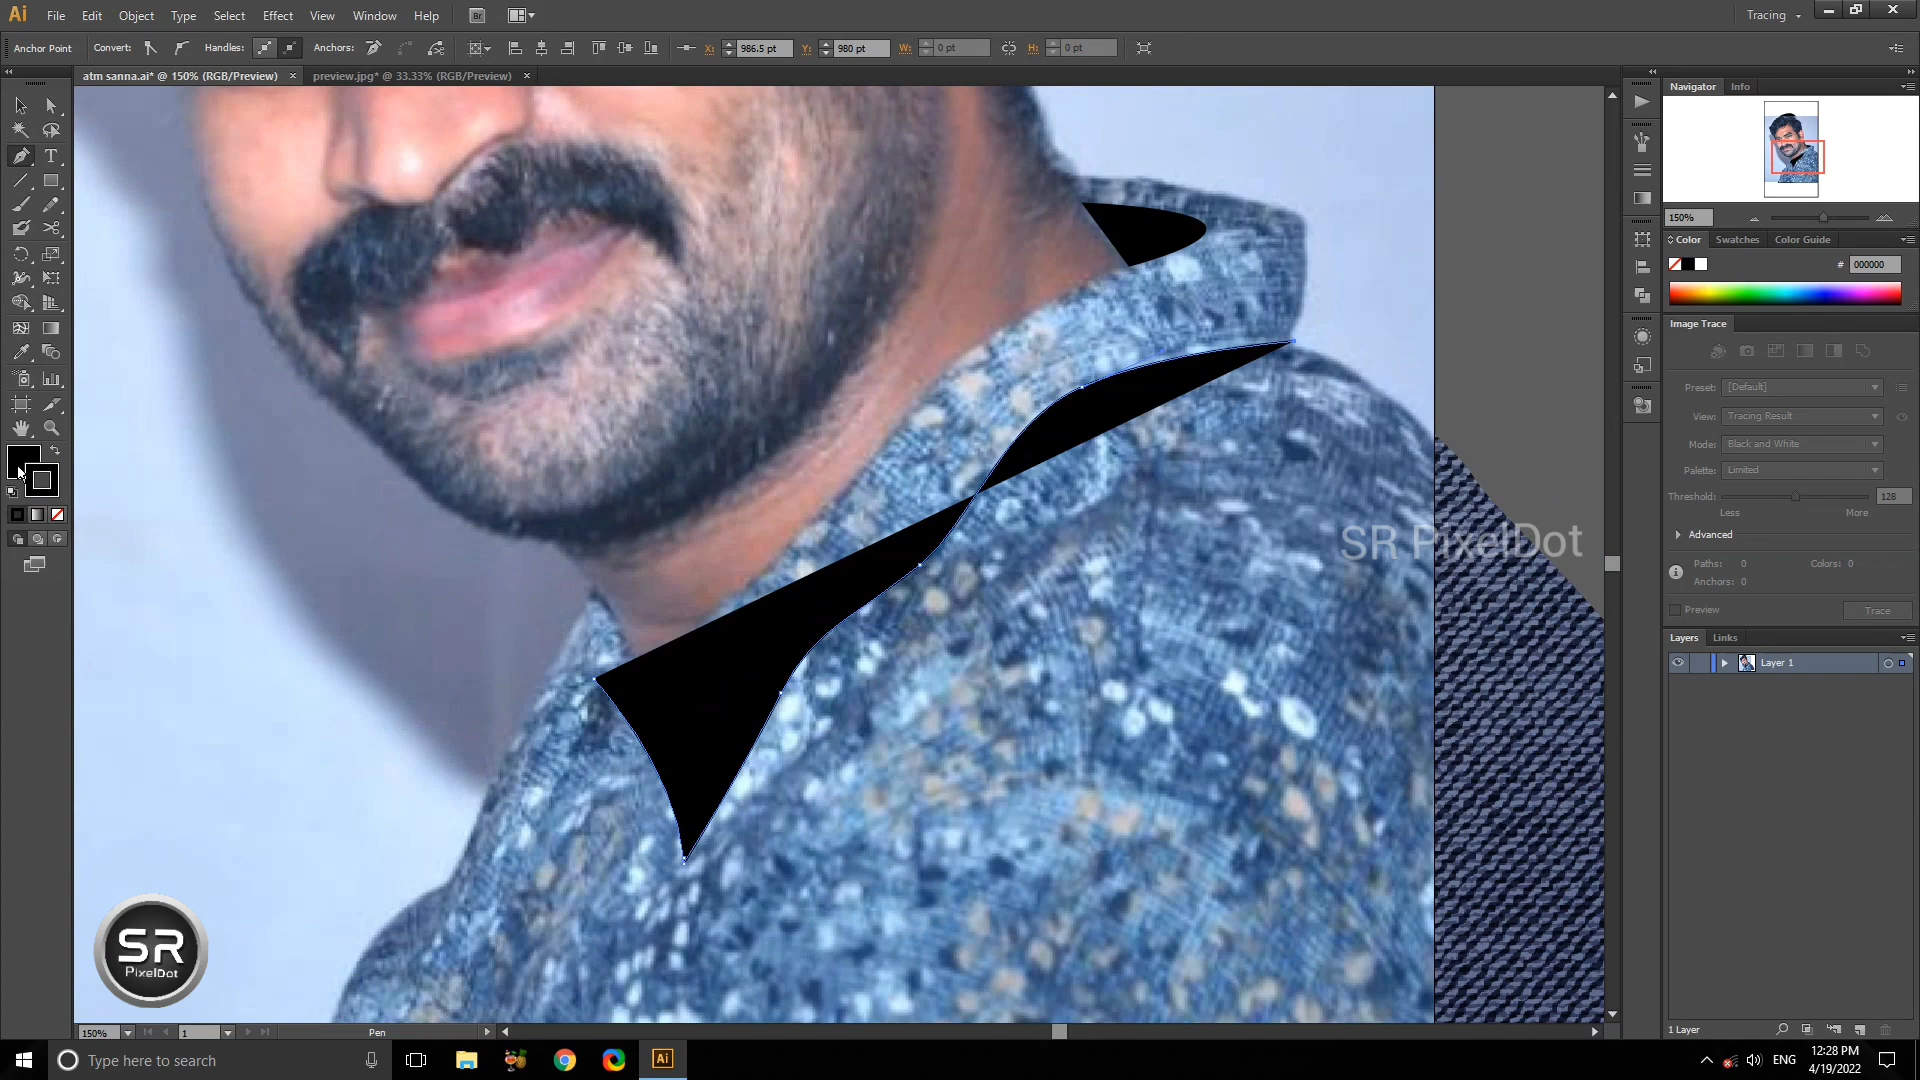 Ai File Edit Object Type Select Effect View Window Help Br Tracing
Anchor Point Convert: Handles: Anchors: X: 986.5 pt Y: 980 pt W: 0 pt H: 0 pt
atm sanna.ai* @ 150% (RGB/Preview) × preview.jpg* @ 33.33% (RGB/Preview) ×
Navigator Info
150%
Color Swatches Color Guide
# 000000
Image Trace
Preset: [Default]
View: Tracing Result
Mode: Black and White
Palette: Limited
Threshold: 128
Less More
Advanced
Paths: 0 Colors: 0
Anchors: 0
Preview Trace
Layers Links
Layer 1
1 Layer
SR PixelDot
SR
PixelDot
150% 1 Pen
Type here to search
Ai
ENG
12:28 PM
4/19/2022